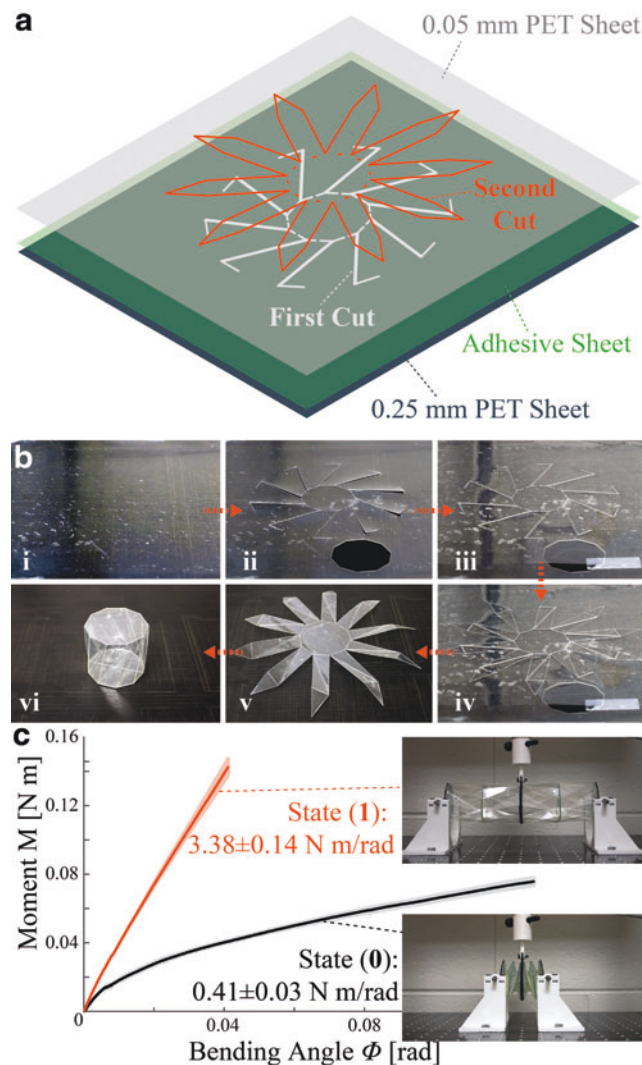 a
0.05 mm PET Sheet
Second
Cut
First Cut
Adhesive Sheet
0.25 mm PET Sheet
b
i
ii
iii
vi
v
iv
c
0.16
0.12
0.08
0.04
0
0.04
0.08
Moment M [N m]
State (1):
3.38±0.14 N m/rad
State (0):
0.41±0.03 N m/rad
Bending Angle Φ [rad]